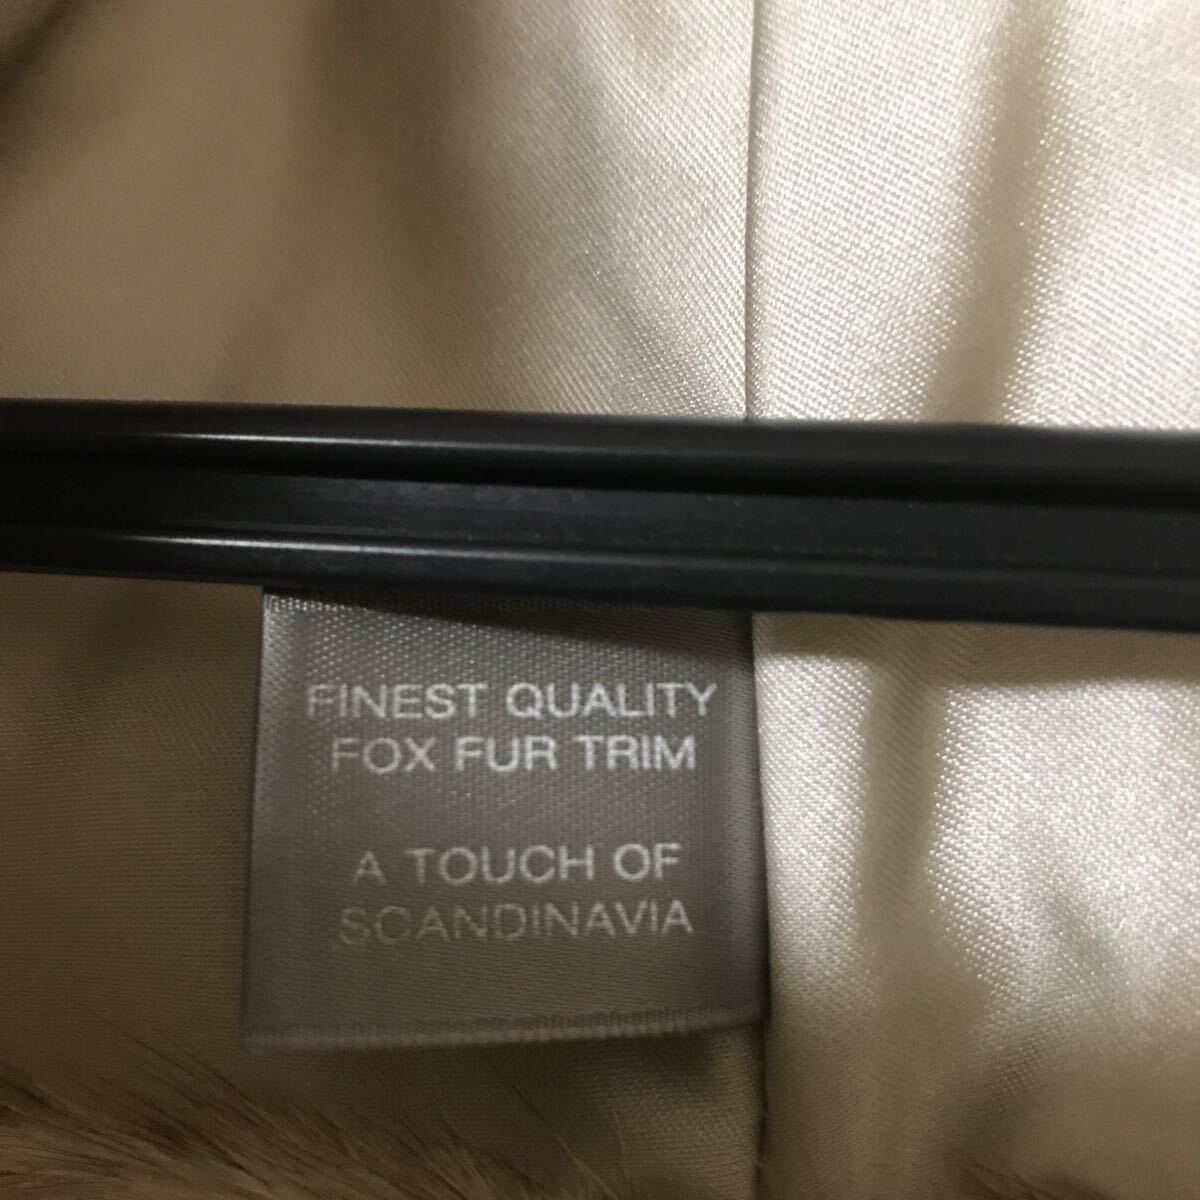 FINEST QUALITY
FOX FUR TRIM
A TOUCH OF
SCANDINAVIA